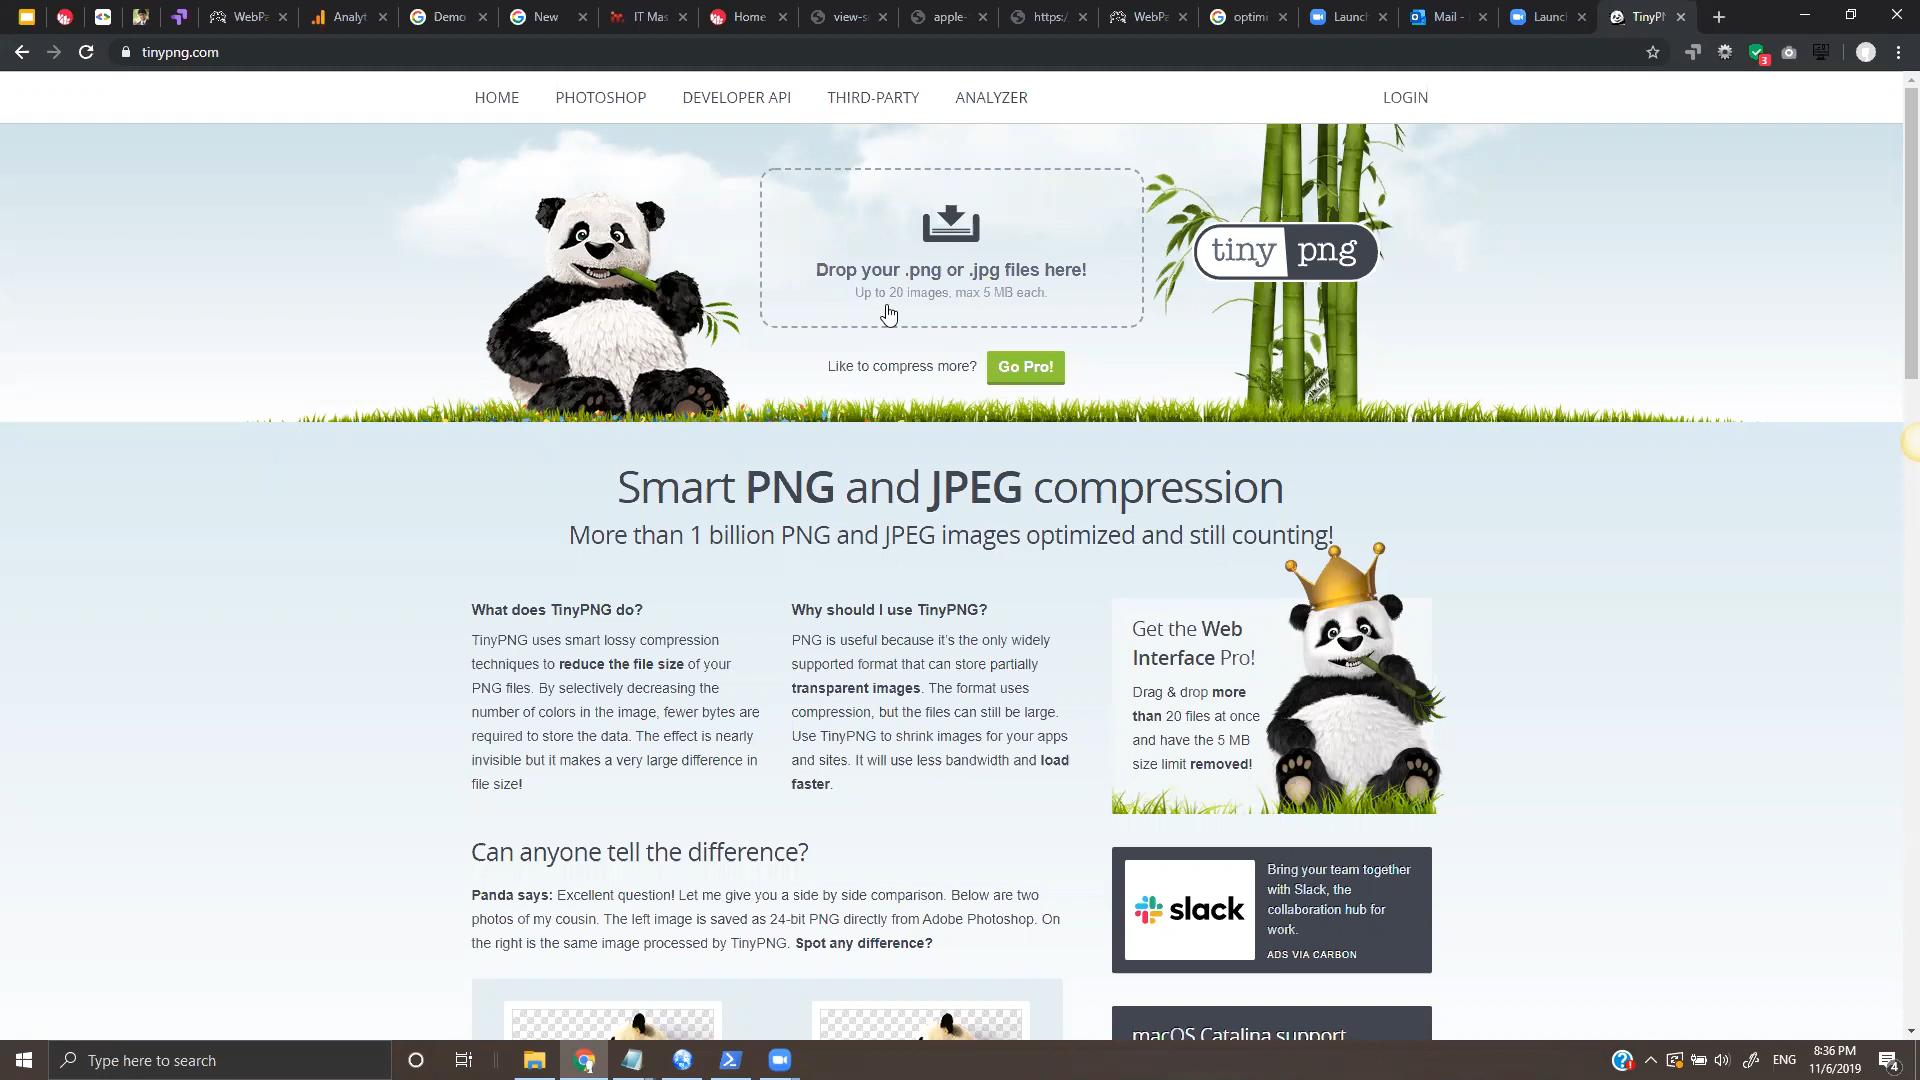 WebPa
Analyt
Demo
New
IT Mas
Home
view-s
apple-
https:/
WebPa
optimi
Launch
Mail -
Launch
TinyPN
tinypng.com
3
HOME PHOTOSHOP DEVELOPER API THIRD-PARTY ANALYZER LOGIN
Drop your .png or .jpg files here!
Up to 20 images, max 5 MB each.
tiny png
Like to compress more? Go Pro!
Smart PNG and JPEG compression
More than 1 billion PNG and JPEG images optimized and still counting!
What does TinyPNG do?
TinyPNG uses smart lossy compression
techniques to reduce the file size of your
PNG files. By selectively decreasing the
number of colors in the image, fewer bytes are
required to store the data. The effect is nearly
invisible but it makes a very large difference in
file size!
Why should I use TinyPNG?
PNG is useful because it's the only widely
supported format that can store partially
transparent images. The format uses
compression, but the files can still be large.
Use TinyPNG to shrink images for your apps
and sites. It will use less bandwidth and load
faster.
Get the Web
Interface Pro!
Drag & drop more
than 20 files at once
and have the 5 MB
size limit removed!
Can anyone tell the difference?
Panda says: Excellent question! Let me give you a side by side comparison. Below are two
photos of my cousin. The left image is saved as 24-bit PNG directly from Adobe Photoshop. On
the right is the same image processed by TinyPNG. Spot any difference?
slack
Bring your team together
with Slack, the
collaboration hub for
work.
ADS VIA CARBON
macOS Catalina support
Type here to search
ENG
8:36 PM
11/6/2019
4